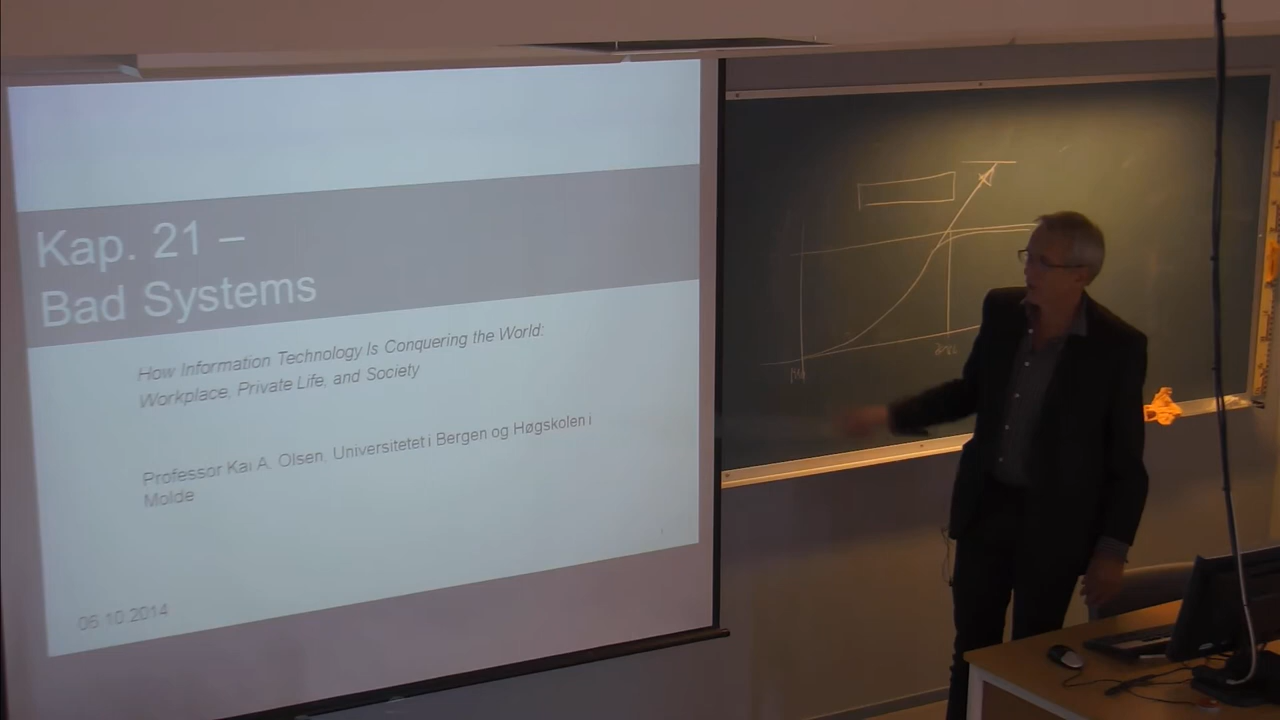 Kap. 21 –
Bad Systems
How Information Technology Is Conquering the World:
Workplace, Private Life, and Society
Professor Kai A. Olsen, Universitetet i Bergen og Høgskolen i
Molde
06.10.2014